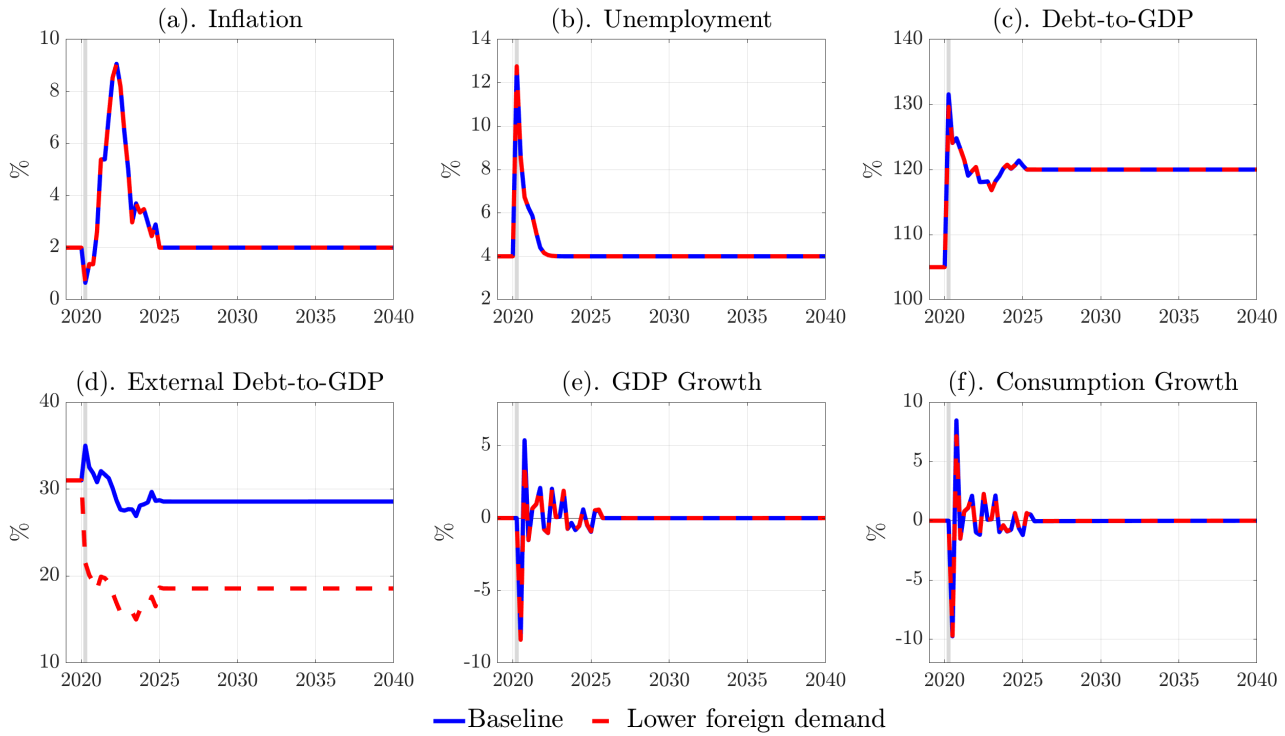 (a). Inflation
(b). Unemployment
(c). Debt-to-GDP
10
8
6
4
2
0
%
2020 2025 2030 2035 2040
14
12
10
8
6
4
2
%
2020 2025 2030 2035 2040
140
130
120
110
100
%
2020 2025 2030 2035 2040
(d). External Debt-to-GDP
(e). GDP Growth
(f). Consumption Growth
40
30
20
10
%
2020 2025 2030 2035 2040
5
0
-5
-10
%
2020 2025 2030 2035 2040
10
5
0
-5
-10
%
2020 2025 2030 2035 2040
Baseline Lower foreign demand